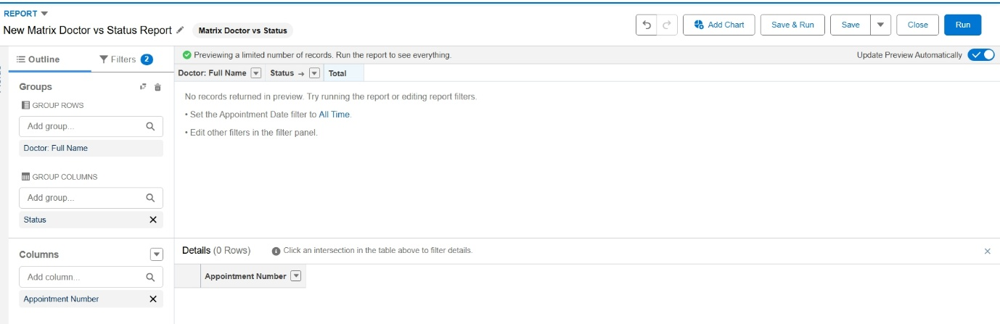 REPORT
New Matrix Doctor vs Status Report
Matrix Doctor vs Status
Add Chart
Save & Run
Save
Close
Run
Outline
Filters 2
Previewing a limited number of records. Run the report to see everything.
Update Preview Automatically
Groups
GROUP ROWS
Add group...
Doctor: Full Name
GROUP COLUMNS
Add group...
Status
Columns
Add column...
Appointment Number
Doctor: Full Name Status → Total
No records returned in preview. Try running the report or editing report filters.
• Set the Appointment Date filter to All Time.
• Edit other filters in the filter panel.
Details (0 Rows) Click an intersection in the table above to filter details.
Appointment Number